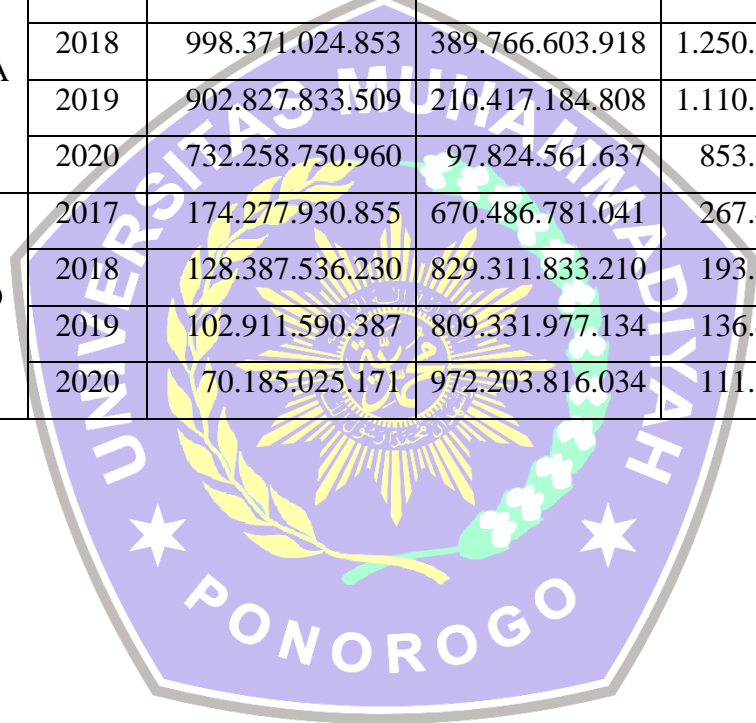 2018 998.371.024.853 389.766.603.918 1.250.
A
2019 902.827.833.509 210.417.184.808 1.110.
2020 732.258.750.960 97.824.561.637 853.
2017 174.277.930.855 670.486.781.041 267.
2018 128.387.536.230 829.311.833.210 193.
2019 102.911.590.387 809.331.977.134 136.
2020 70.185.025.171 972.203.816.034 111.
UNIVERSITAS MUHAMMADIYAH
PONOROGO